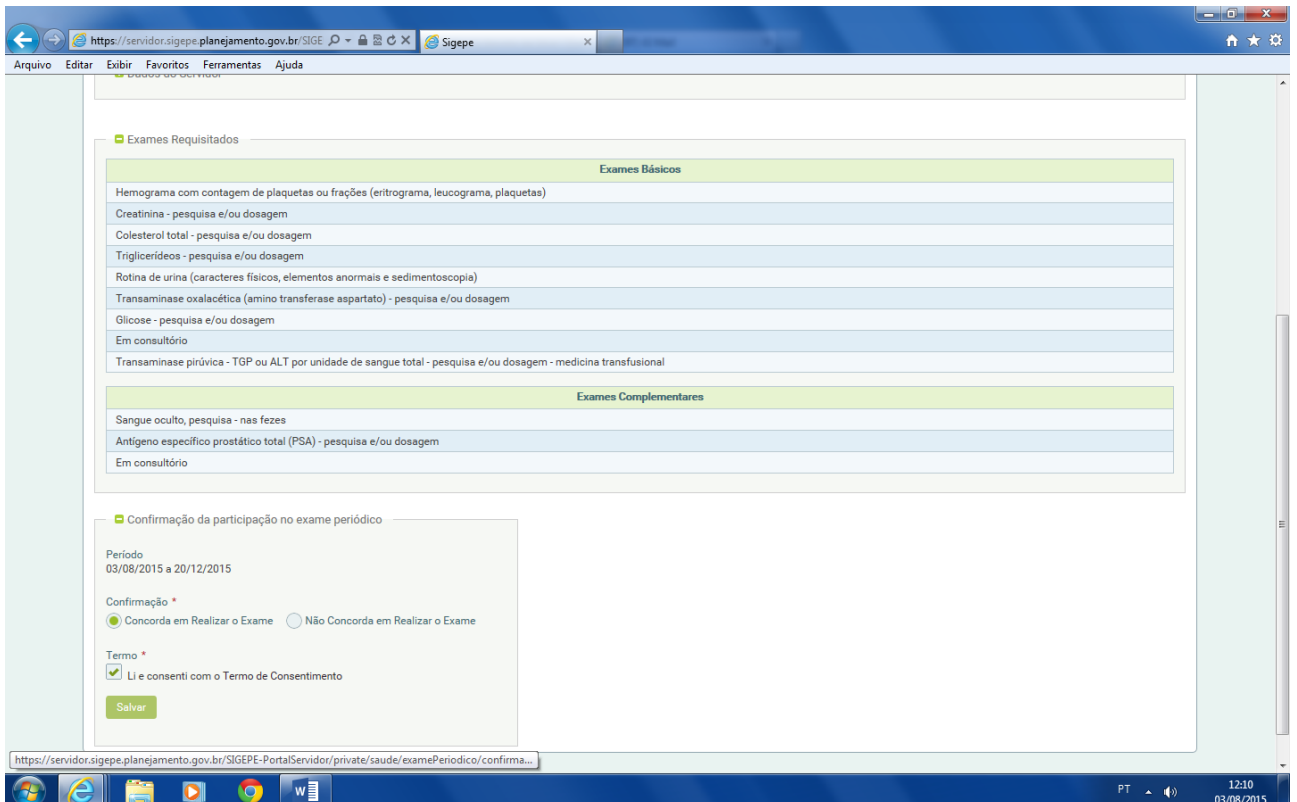 https://servidor.sigepe.planejamento.gov.br/SIGE
Sigepe
Arquivo Editar Exibir Favoritos Ferramentas Ajuda
Dados do Servidor
Exames Requisitados
Exames Básicos
Hemograma com contagem de plaquetas ou frações (eritrograma, leucograma, plaquetas)
Creatinina - pesquisa e/ou dosagem
Colesterol total - pesquisa e/ou dosagem
Triglicerídeos - pesquisa e/ou dosagem
Rotina de urina (caracteres físicos, elementos anormais e sedimentoscopia)
Transaminase oxalacética (amino transferase aspartato) - pesquisa e/ou dosagem
Glicose - pesquisa e/ou dosagem
Em consultório
Transaminase pirúvica - TGP ou ALT por unidade de sangue total - pesquisa e/ou dosagem - medicina transfusional
Exames Complementares
Sangue oculto, pesquisa - nas fezes
Antígeno específico prostático total (PSA) - pesquisa e/ou dosagem
Em consultório
Confirmação da participação no exame periódico
Período
03/08/2015 a 20/12/2015
Confirmação *
Concorda em Realizar o Exame Não Concorda em Realizar o Exame
Termo *
Li e consenti com o Termo de Consentimento
Salvar
https://servidor.sigepe.planejamento.gov.br/SIGEPE-PortalServidor/private/saude/examePeriodico/confirma...
PT 12:10
03/08/2015